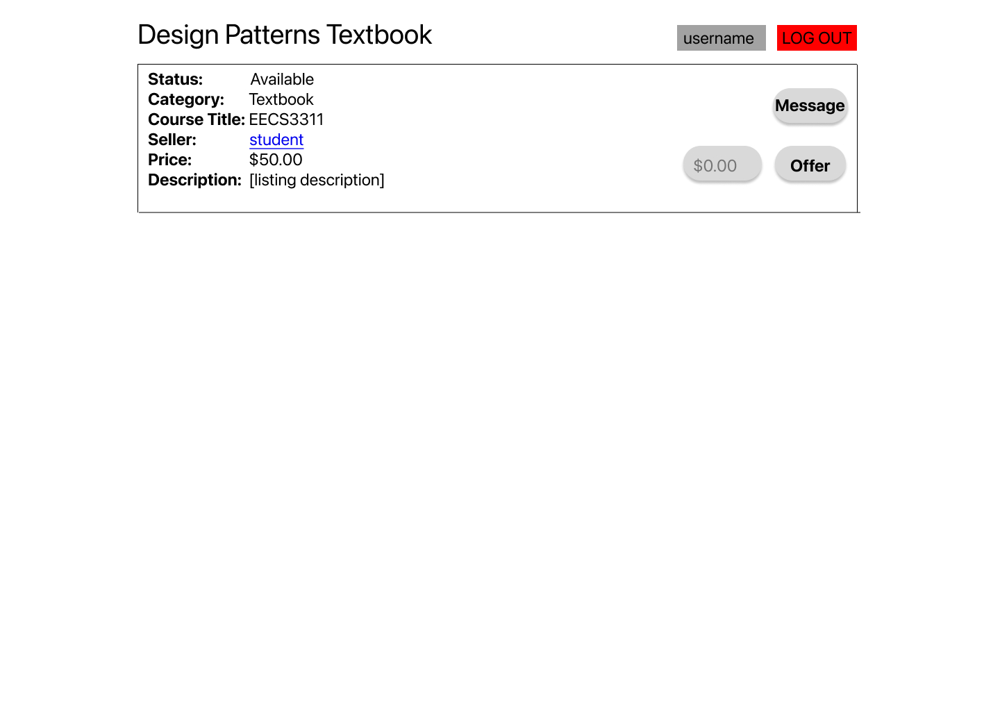 Design Patterns Textbook
username LOG OUT
Status: Available
Category: Textbook
Course Title: EECS3311
Seller: student
Price: $50.00
Description: [listing description]
Message
$0.00 Offer